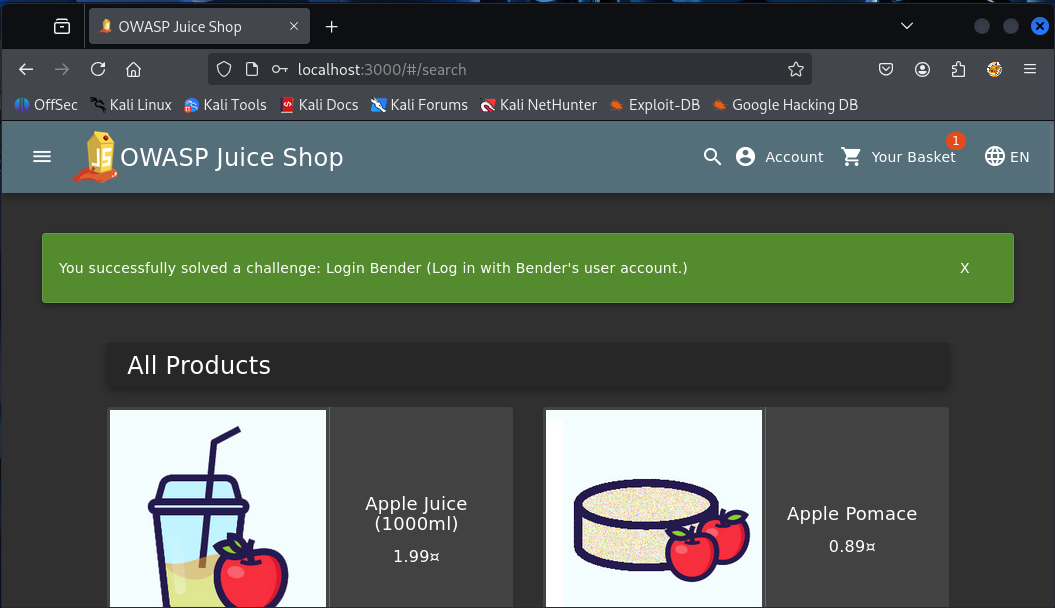 OWASP Juice Shop
localhost:3000/#/search
OffSec Kali Linux Kali Tools Kali Docs Kali Forums Kali NetHunter Exploit-DB Google Hacking DB
JS OWASP Juice Shop Account Your Basket 1 EN
You successfully solved a challenge: Login Bender (Log in with Bender's user account.) X
All Products
Apple Juice
(1000ml)
1.99¤
Apple Pomace
0.89¤